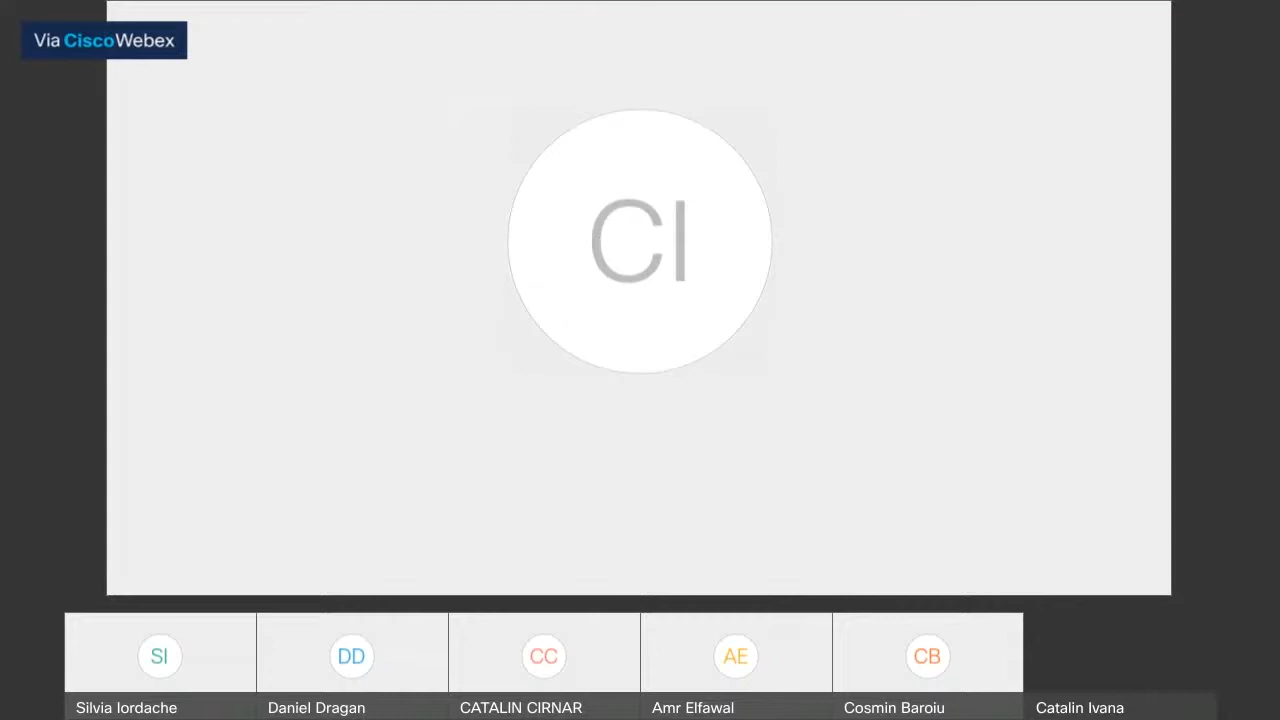 Via CiscoWebex
CI
SI
DD
CC
AE
CB
Silvia Iordache
Daniel Dragan
CATALIN CIRNAR
Amr Elfawal
Cosmin Baroiu
Catalin Ivana